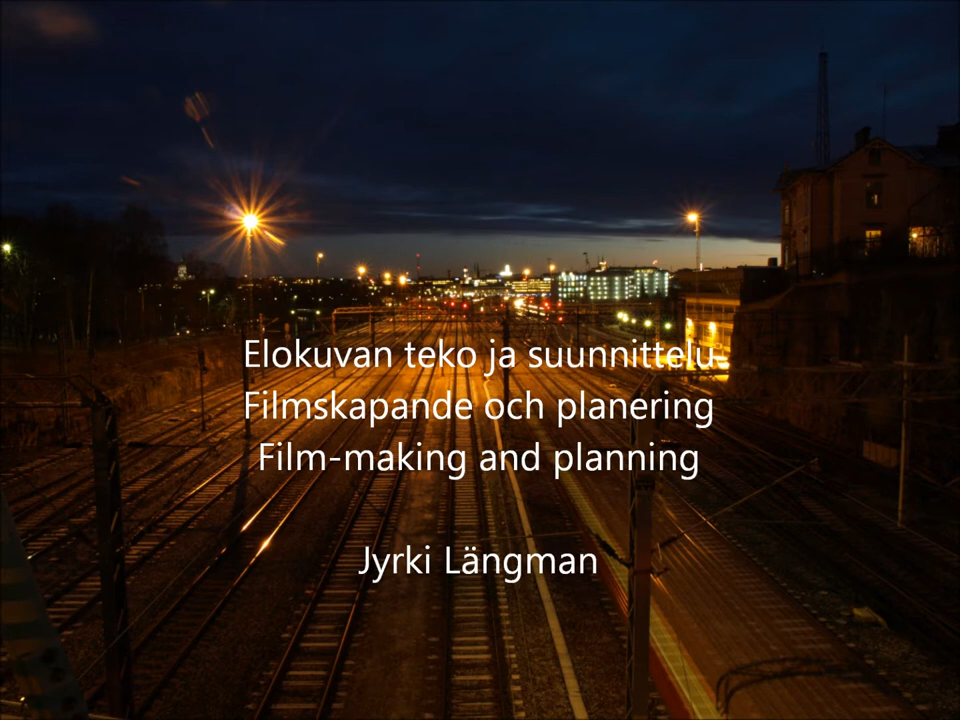 Elokuvan teko ja suunnittelu
Filmskapande och planering
Film-making and planning
Jyrki Längman